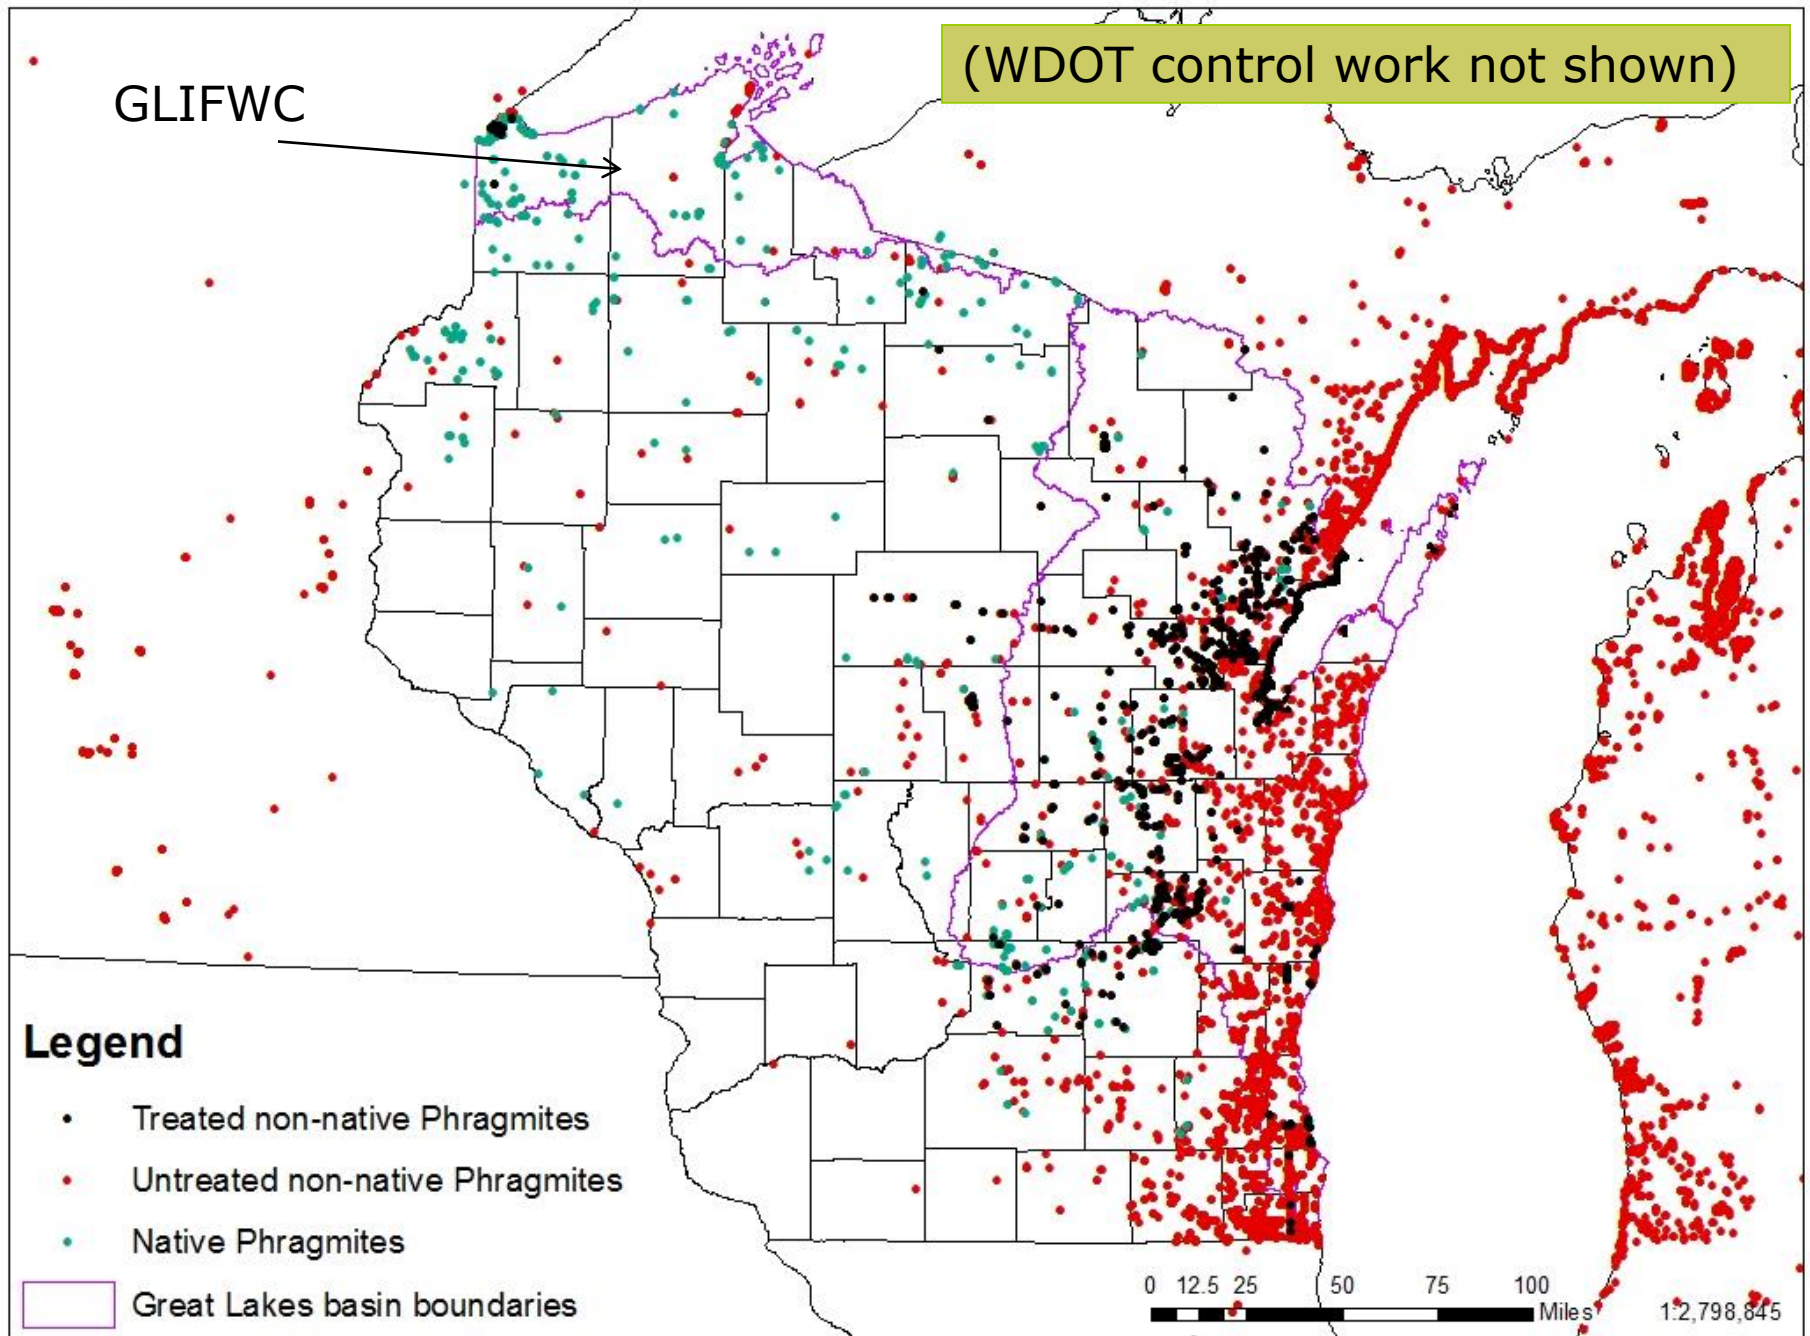 (WDOT control work not shown)
GLIFWC
Legend
Treated non-native Phragmites
Untreated non-native Phragmites
Native Phragmites
Great Lakes basin boundaries
0 12.5 25 50 75 100
Miles
1:2,798,845